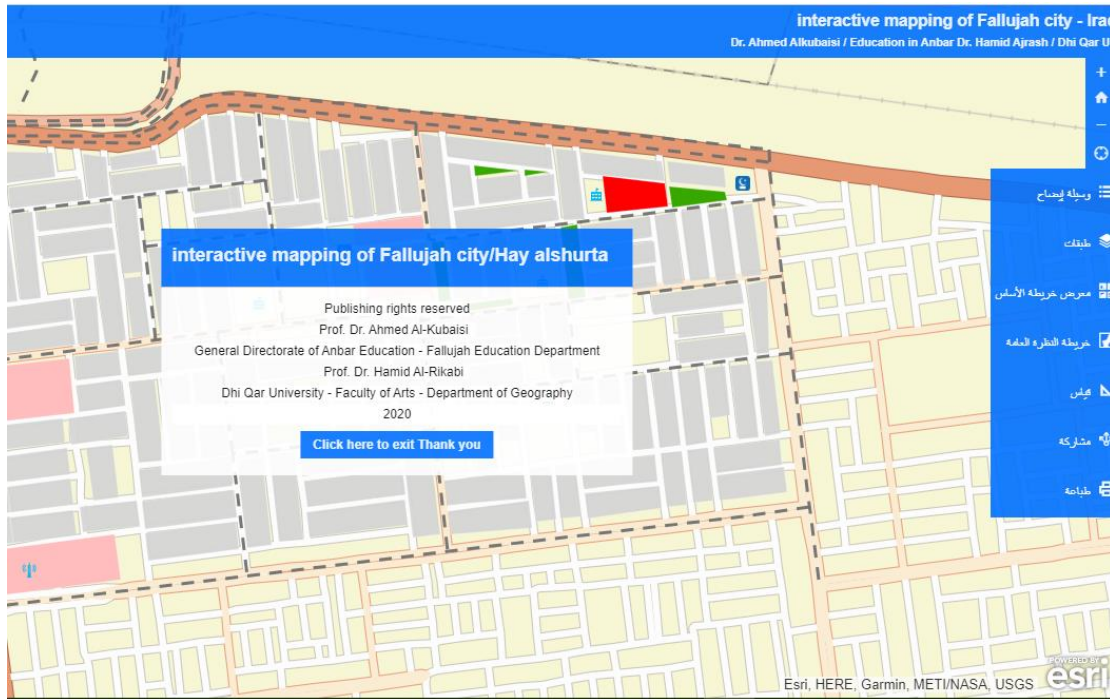 interactive mapping of Fallujah city - Iraq
Dr. Ahmed Alkubaisi / Education in Anbar Dr. Hamid Ajrash / Dhi Qar U
وسيلة إيضاح
طبقات
معرض خريطة الأساس
خريطة النظرة العامة
قياس
مشاركة
طباعة
interactive mapping of Fallujah city/Hay alshurta
Publishing rights reserved
Prof. Dr. Ahmed Al-Kubaisi
General Directorate of Anbar Education - Fallujah Education Department
Prof. Dr. Hamid Al-Rikabi
Dhi Qar University - Faculty of Arts - Department of Geography
2020
Click here to exit Thank you
Esri, HERE, Garmin, METI/NASA, USGS
POWERED BY
esri